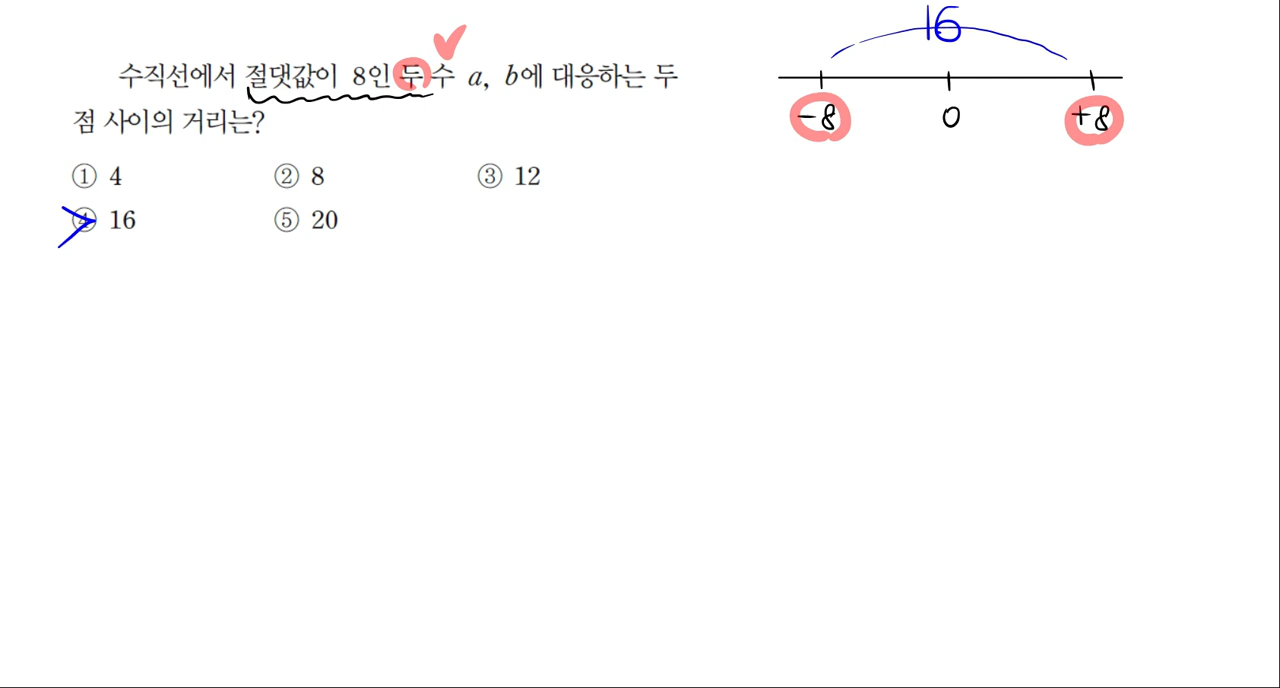 수직선에서 절댓값이 8인 두 수 a, b에 대응하는 두
점 사이의 거리는?
① 4 ② 8 ③ 12
④ 16 ⑤ 20
16
-8 0 +8